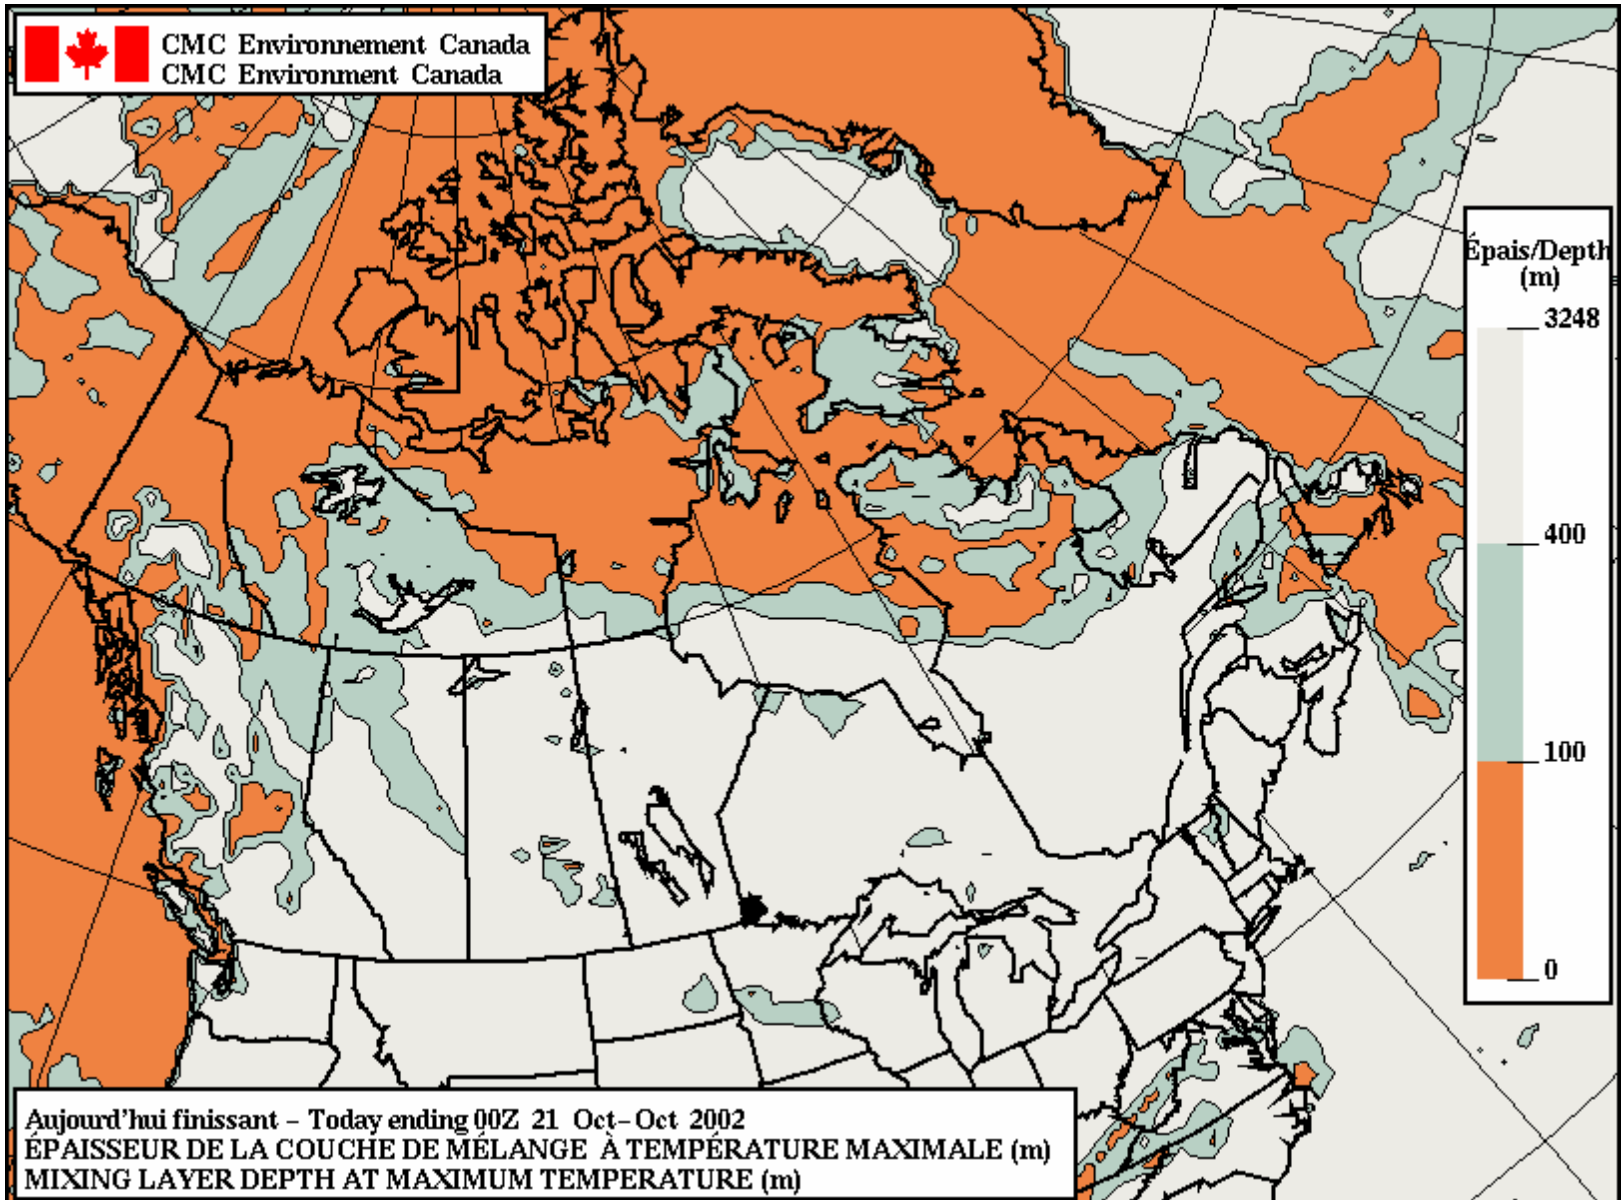 CMC Environnement Canada
CMC Environment Canada
Épais/Depth
(m)
3248
400
100
0
Aujourd'hui finissant – Today ending 00Z 21 Oct–Oct 2002
ÉPAISSEUR DE LA COUCHE DE MÉLANGE À TEMPÉRATURE MAXIMALE (m)
MIXING LAYER DEPTH AT MAXIMUM TEMPERATURE (m)